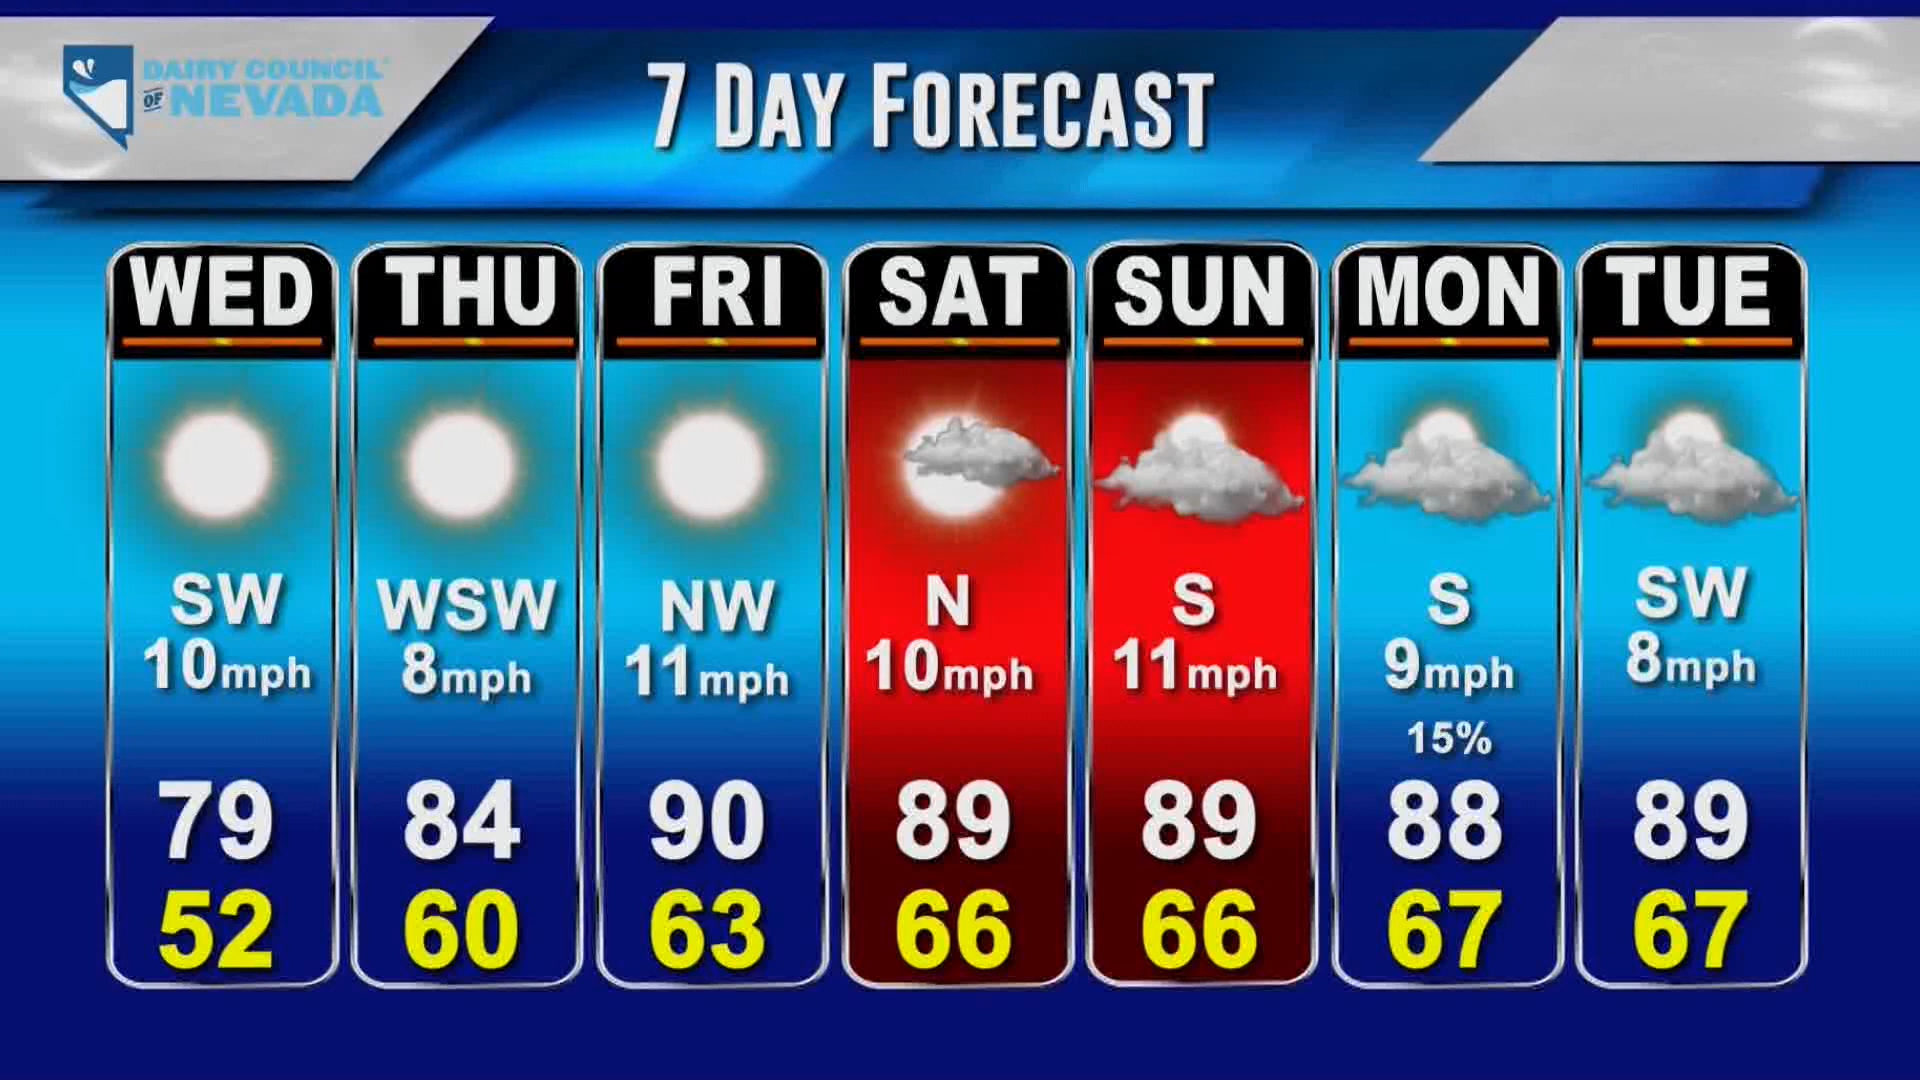 DAIRY COUNCIL
OF NEVADA
7 DAY FORECAST
WED
SW
10mph
79
52
THU
WSW
8mph
84
60
FRI
NW
11mph
90
63
SAT
N
10mph
89
66
SUN
S
11mph
89
66
MON
S
9mph
15%
88
67
TUE
SW
8mph
89
67